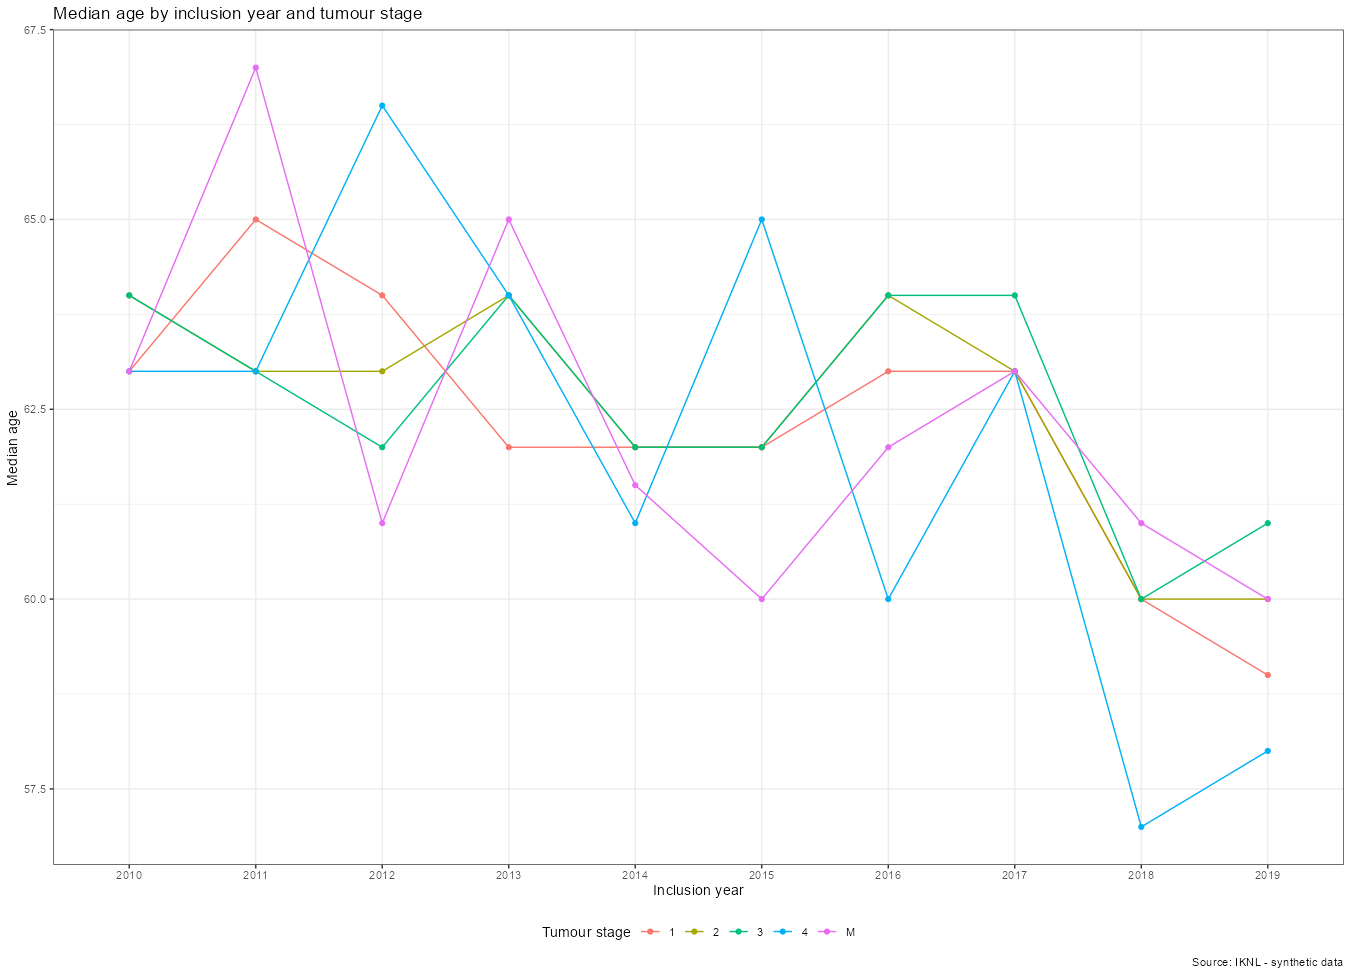 Median age by inclusion year and tumour stage
67.5
65.0
62.5
60.0
57.5
Median age
2010 2011 2012 2013 2014 2015 2016 2017 2018 2019
Inclusion year
Tumour stage 1 2 3 4 M
Source: IKNL - synthetic data